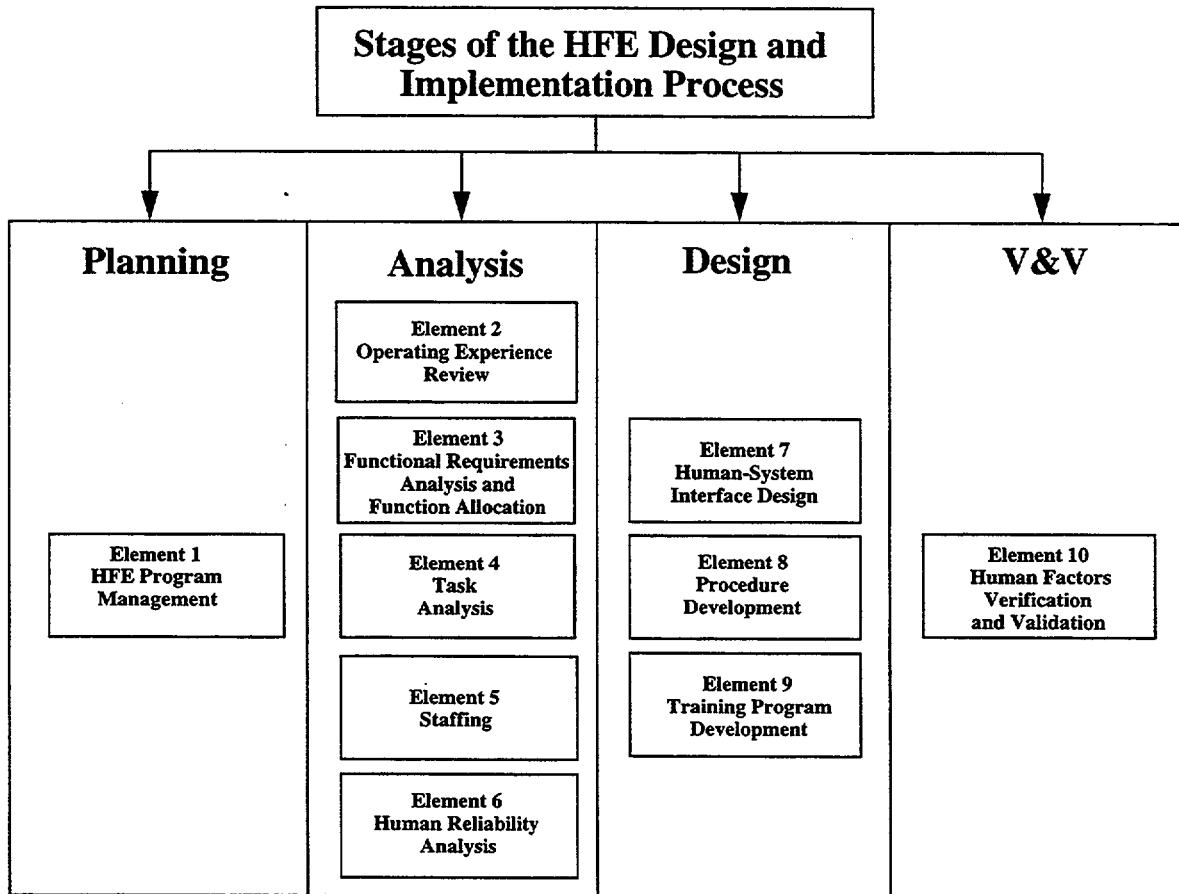 Stages of the HFE Design and
Implementation Process
Planning
Element 1
HFE Program
Management
Analysis
Element 2
Operating Experience
Review
Element 3
Functional Requirements
Analysis and
Function Allocation
Element 4
Task
Analysis
Element 5
Staffing
Element 6
Human Reliability
Analysis
Design
Element 7
Human-System
Interface Design
Element 8
Procedure
Development
Element 9
Training Program
Development
V&V
Element 10
Human Factors
Verification
and Validation